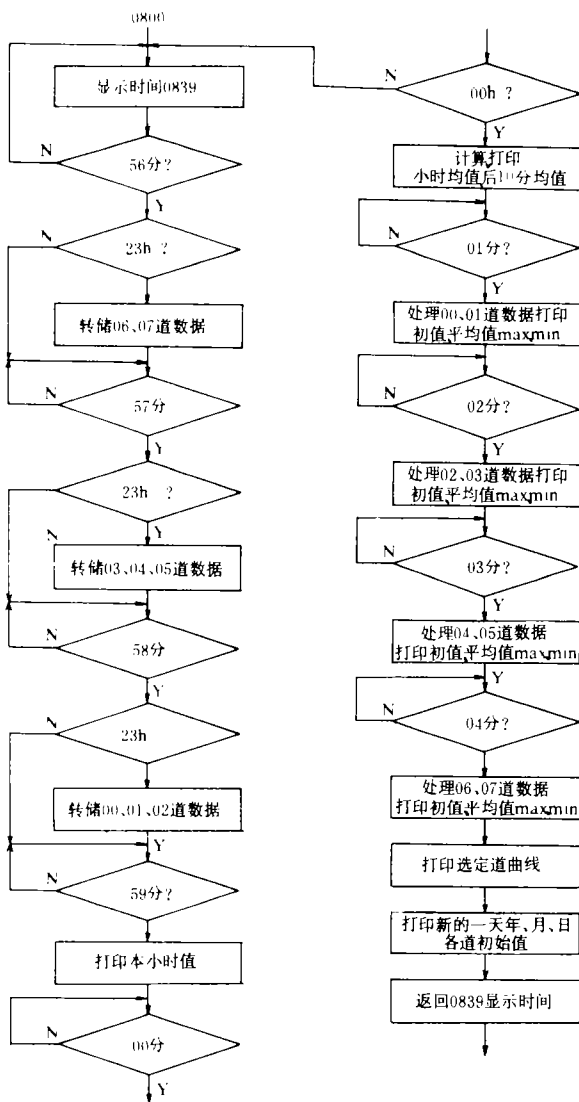 0800
显示时间0839
N
56分?
Y
N
23h ?
Y
转储06、07道数据
N
57分
Y
23h ?
N
Y
转储03、04、05道数据
N
58分
Y
N
23h
Y
转储00、01、02道数据
Y
N
59分?
打印本小时值
N
00分
Y
N
00h ?
Y
计算打印
小时均值后10分均值
N
01分?
Y
处理00、01道数据打印
初值、平均值max、min
N
02分?
Y
处理02、03道数据打印
初值、平均值max、min
N
03分?
Y
处理04、05道数据
打印初值、平均值max、min
Y
N
04分?
处理06、07道数据
打印初值、平均值max、min
打印选定道曲线
打印新的一天年、月、日
各道初始值
返回0839显示时间